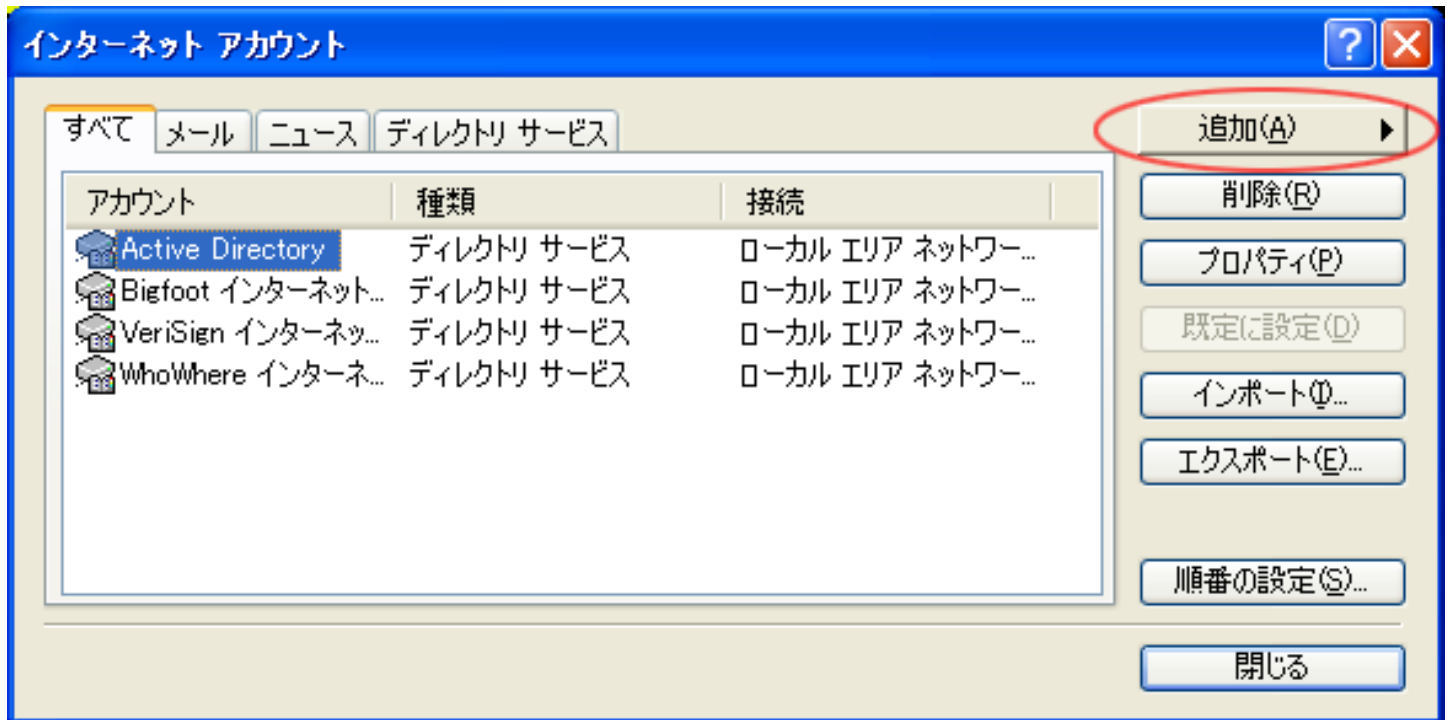 インターネット アカウント
すべて メール ニュース ディレクトリ サービス
追加(A)
アカウント 種類 接続
削除(R)
Active Directory ディレクトリ サービス ローカル エリア ネットワー...
プロパティ(P)
Bigfoot インターネット... ディレクトリ サービス ローカル エリア ネットワー...
VeriSign インターネッ... ディレクトリ サービス ローカル エリア ネットワー...
既定に設定(D)
WhoWhere インターネ... ディレクトリ サービス ローカル エリア ネットワー...
インポート(I)...
エクスポート(E)...
順番の設定(S)...
閉じる